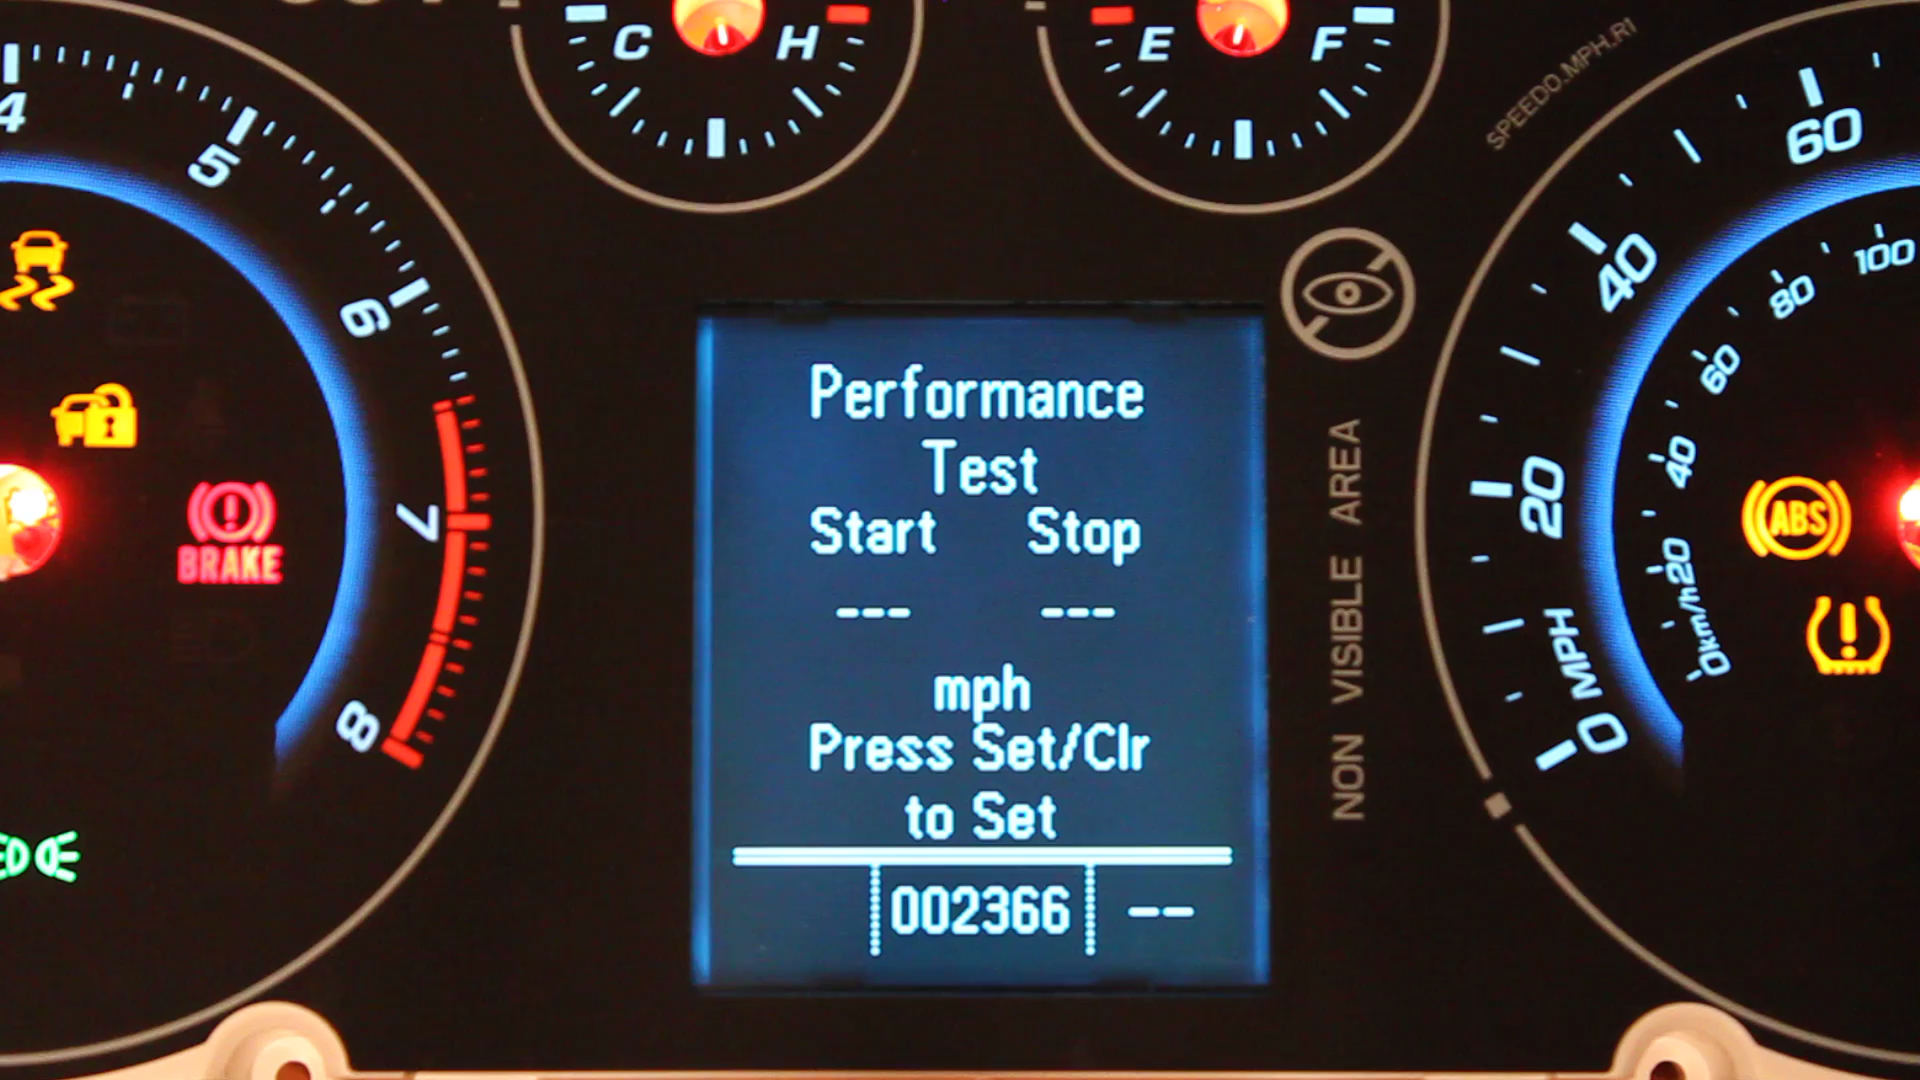 C H
E F
SPEEDO.MPH.R1
4
5
6
7
8
BRAKE
Performance
Test
Start Stop
--- ---
mph
Press Set/Clr
to Set
002366 --
NON VISIBLE AREA
60
40
20
0 MPH
100
80
60
40
20
0km/h
ABS